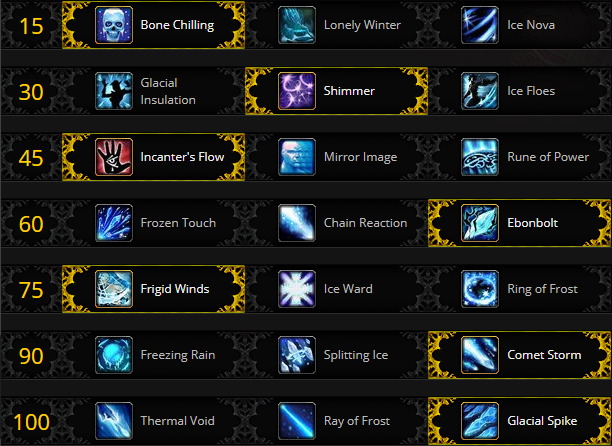 15 Bone Chilling Lonely Winter Ice Nova
30 Glacial Insulation Shimmer Ice Floes
45 Incanter's Flow Mirror Image Rune of Power
60 Frozen Touch Chain Reaction Ebonbolt
75 Frigid Winds Ice Ward Ring of Frost
90 Freezing Rain Splitting Ice Comet Storm
100 Thermal Void Ray of Frost Glacial Spike